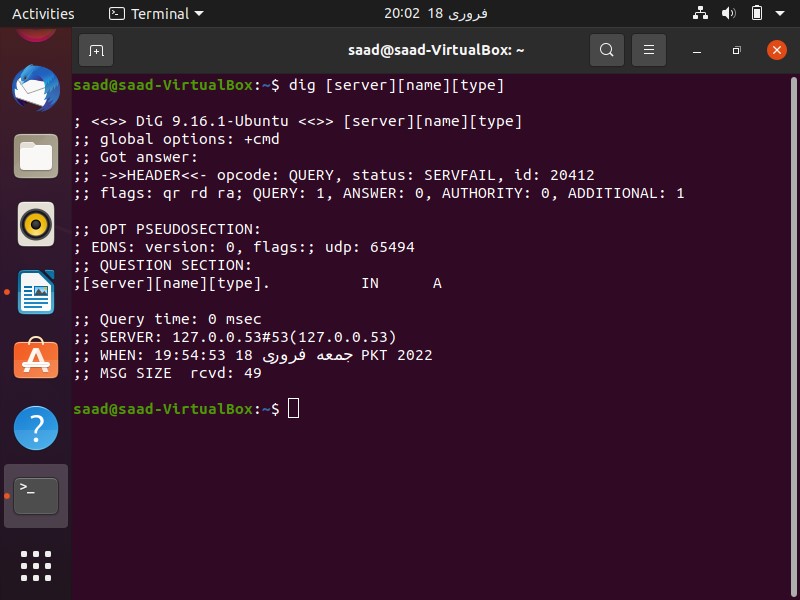 Activities Terminal 20:02 18 فروری
saad@saad-VirtualBox: ~
saad@saad-VirtualBox:~$ dig [server][name][type]
; <<>> DiG 9.16.1-Ubuntu <<>> [server][name][type]
;; global options: +cmd
;; Got answer:
;; ->>HEADER<<- opcode: QUERY, status: SERVFAIL, id: 20412
;; flags: qr rd ra; QUERY: 1, ANSWER: 0, AUTHORITY: 0, ADDITIONAL: 1
;; OPT PSEUDOSECTION:
; EDNS: version: 0, flags:; udp: 65494
;; QUESTION SECTION:
;[server][name][type]. IN A
;; Query time: 0 msec
;; SERVER: 127.0.0.53#53(127.0.0.53)
;; WHEN: 19:54:53 18 جمعه فروری PKT 2022
;; MSG SIZE rcvd: 49
saad@saad-VirtualBox:~$